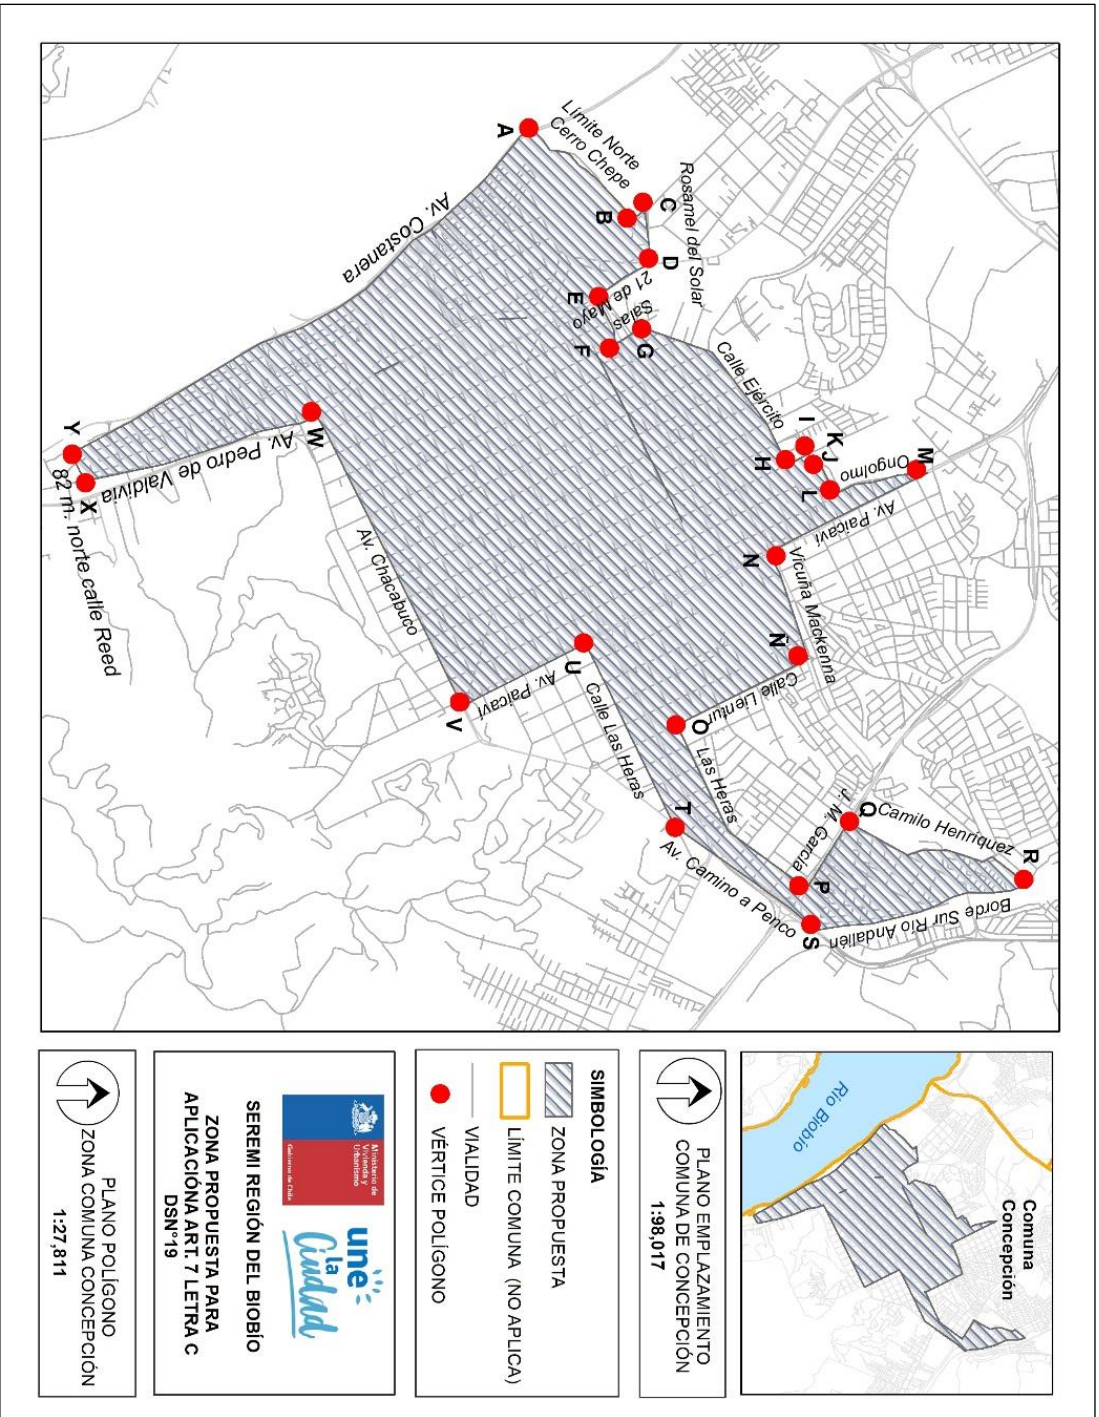 A
Límite Norte
Cerro Chepe
B
C
Rosamel del Solar
D
21 de Mayo
E
Salas
F
G
Calle Ejército
H
I
J
K
L
Ongolmo
M
Av. Paicaví
N
Vicuña Mackenna
Ñ
Calle Lientur
O
Las Heras
P
J. M. García
Q
Camilo Henríquez
R
Borde Sur Río Andalién
S
Av. Camino a Penco
T
Calle Las Heras
U
Av. Paicaví
V
Av. Chacabuco
W
Av. Pedro de Valdivia
X
82 m. norte calle Reed
Y
Av. Costanera
Comuna
Concepción
Río Biobío
PLANO EMPLAZAMIENTO
COMUNA DE CONCEPCIÓN
1:98,017
SIMBOLOGÍA
ZONA PROPUESTA
LÍMITE COMUNA (NO APLICA)
VIALIDAD
VÉRTICE POLÍGONO
Ministerio de
Vivienda y
Urbanismo
Gobierno de Chile
une
la
Ciudad
SEREMI REGIÓN DEL BIOBÍO
ZONA PROPUESTA PARA
APLICACIÓNA ART. 7 LETRA C
DSN°19
PLANO POLÍGONO
ZONA COMUNA CONCEPCIÓN
1:27,811